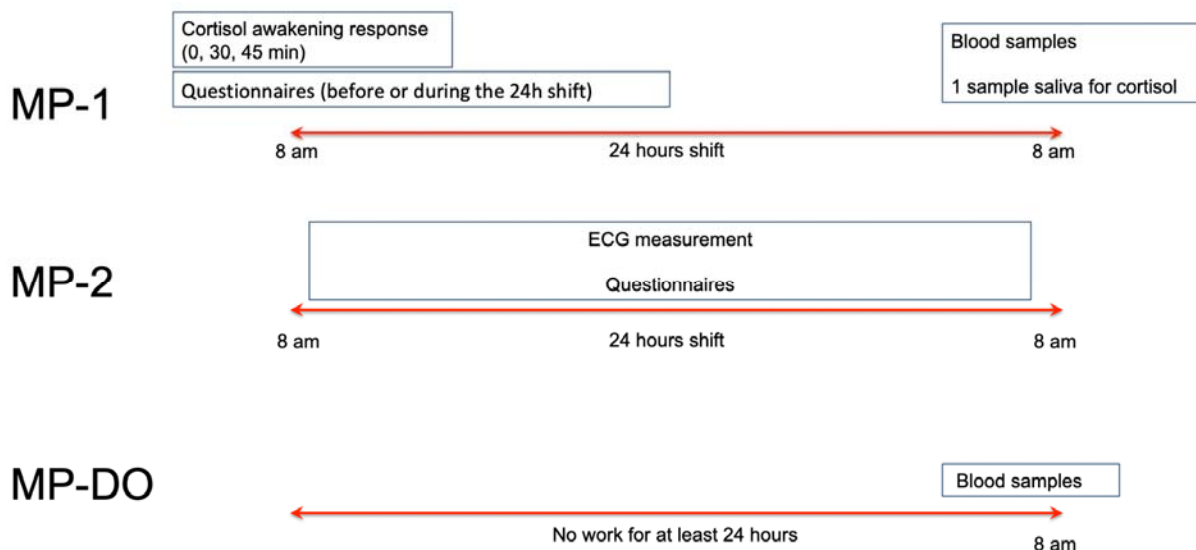 Cortisol awakening response
(0, 30, 45 min)
Questionnaires (before or during the 24h shift)
Blood samples
1 sample saliva for cortisol
MP-1
8 am
24 hours shift
8 am
ECG measurement
Questionnaires
MP-2
8 am
24 hours shift
8 am
MP-DO
Blood samples
No work for at least 24 hours
8 am